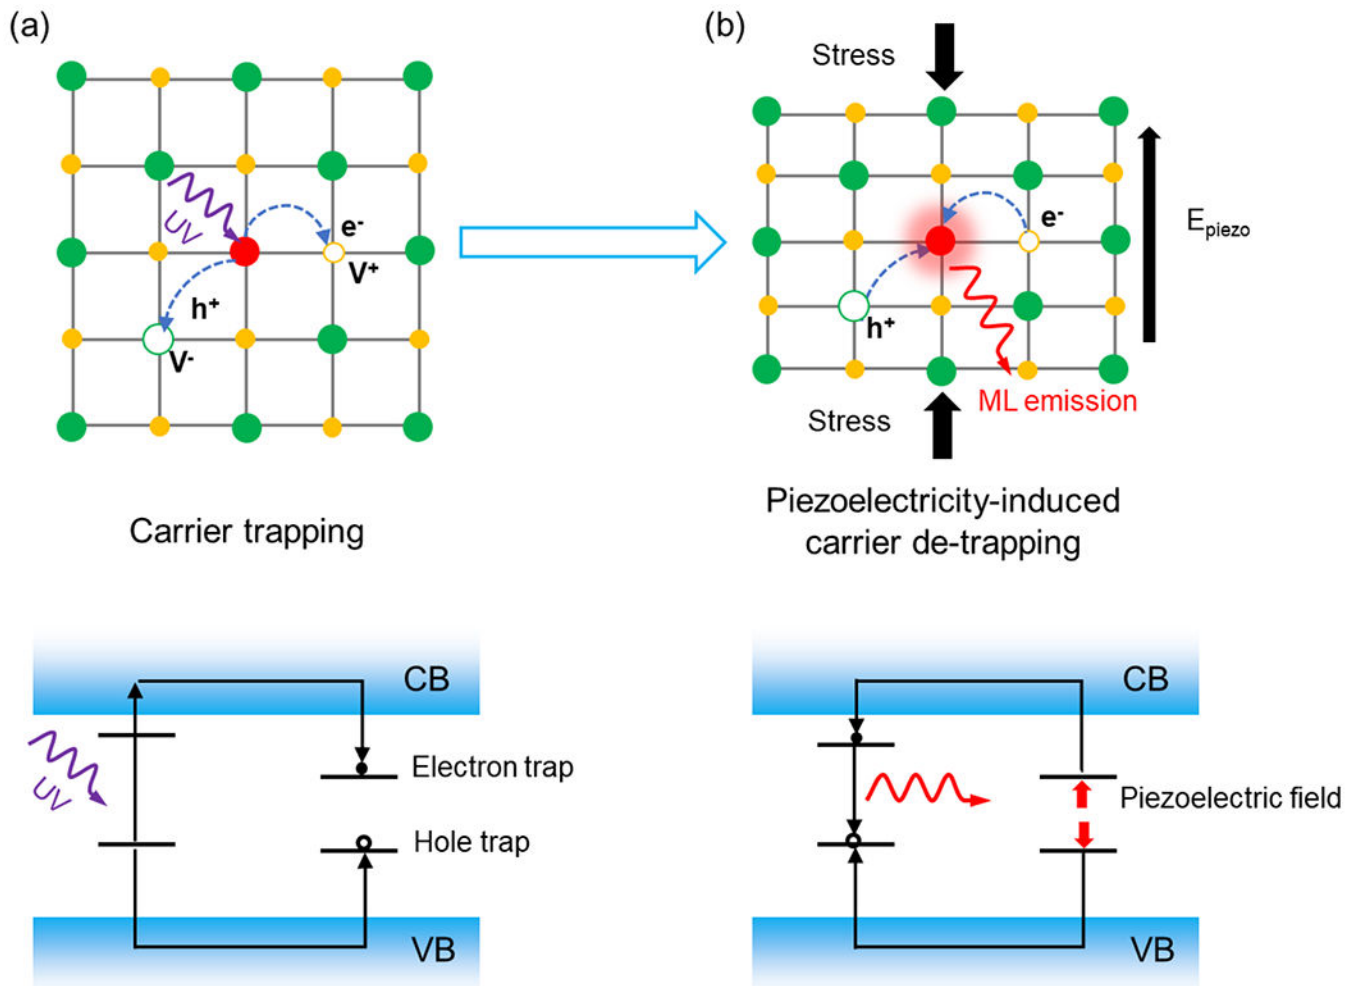 (a)
UV
e⁻
V⁺
h⁺
V⁻
Carrier trapping
CB
UV
Electron trap
Hole trap
VB
(b)
Stress
e⁻
E_piezo
h⁺
ML emission
Stress
Piezoelectricity-induced
carrier de-trapping
CB
Piezoelectric field
VB